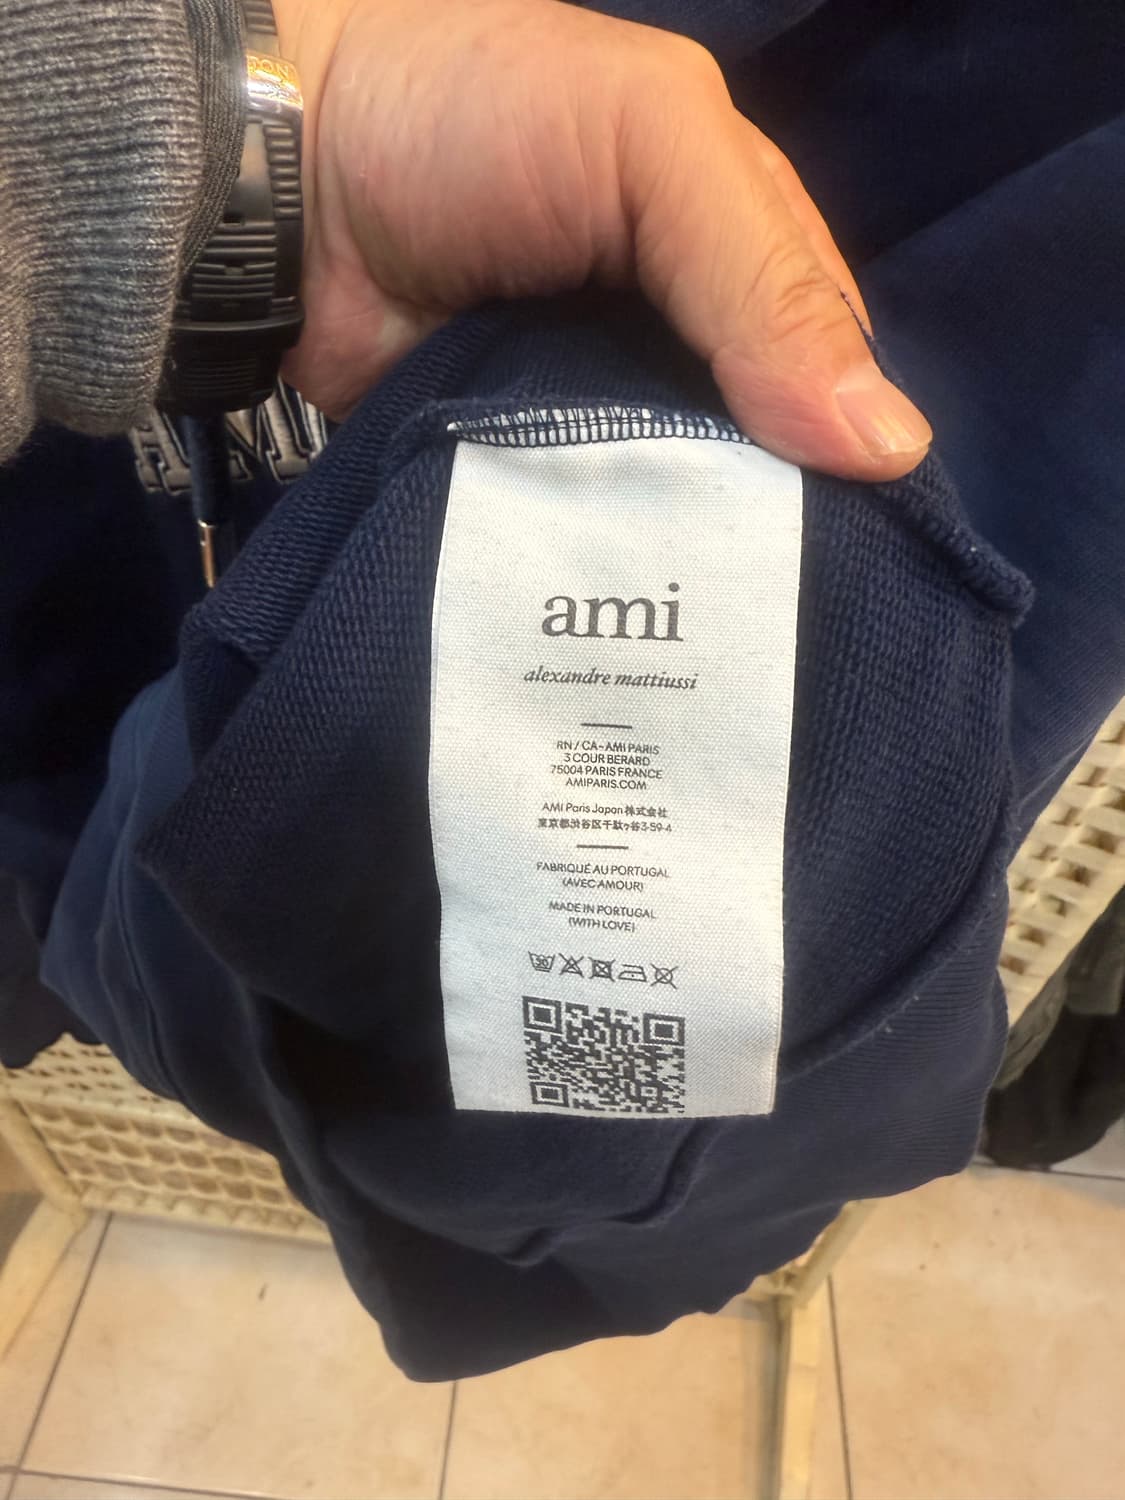 ami
alexandre mattiussi
RN / CA-AMI PARIS
3 COUR BERARD
75004 PARIS FRANCE
AMIPARIS.COM
AMI Paris Japan 株式会社
東京都渋谷区千駄ヶ谷3-59-4
FABRIQUÉ AU PORTUGAL
(AVEC AMOUR)
MADE IN PORTUGAL
(WITH LOVE)
30